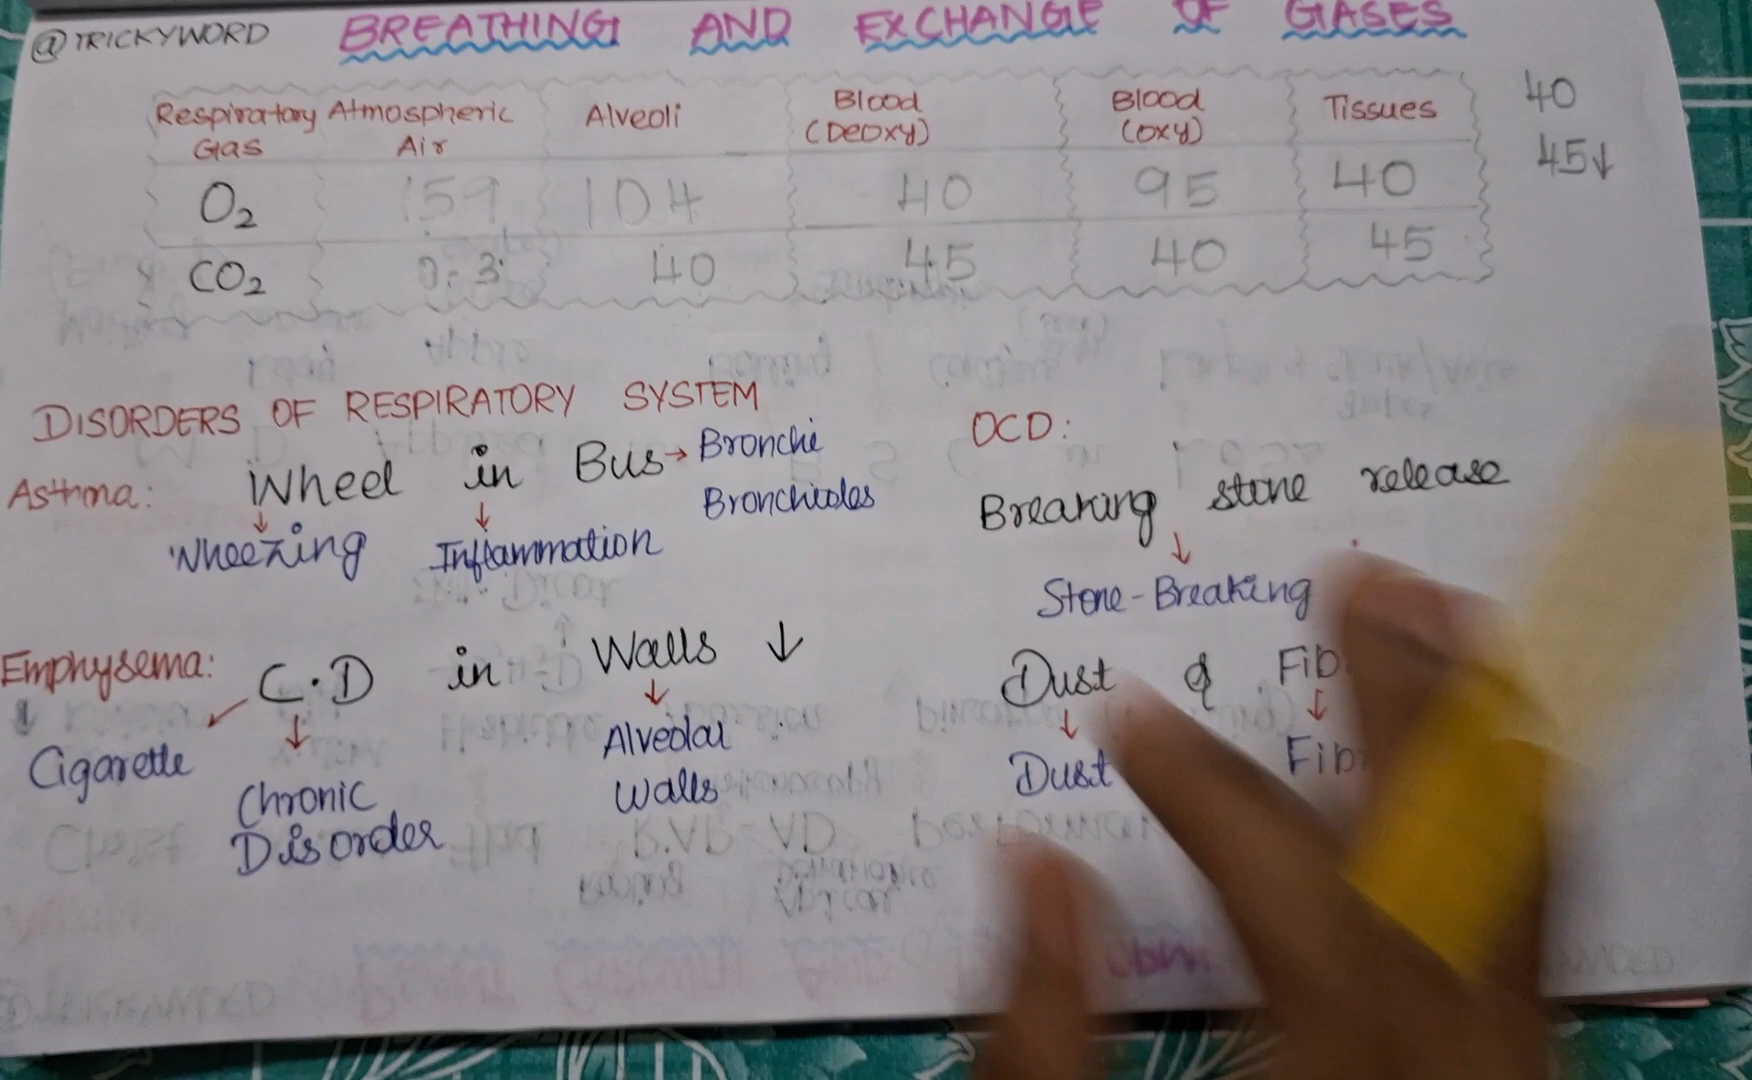 @TRICKYWORD BREATHING AND EXCHANGE OF GASES
Respiratory Gas Atmospheric Air Alveoli Blood (Deoxy) Blood (oxy) Tissues
O2 159 104 40 95 40
CO2 0.3 40 45 40 45
40
45↓
DISORDERS OF RESPIRATORY SYSTEM
Asthma: Wheel in Bus → Bronchi
Bronchioles
Wheezing Inflammation
Emphysema: C.D in Walls ↓
Cigarette
Chronic
Disorder
Alveolar
Walls
OCD:
Breaking stone release
Stone-Breaking
Dust & Fib
Dust Fib